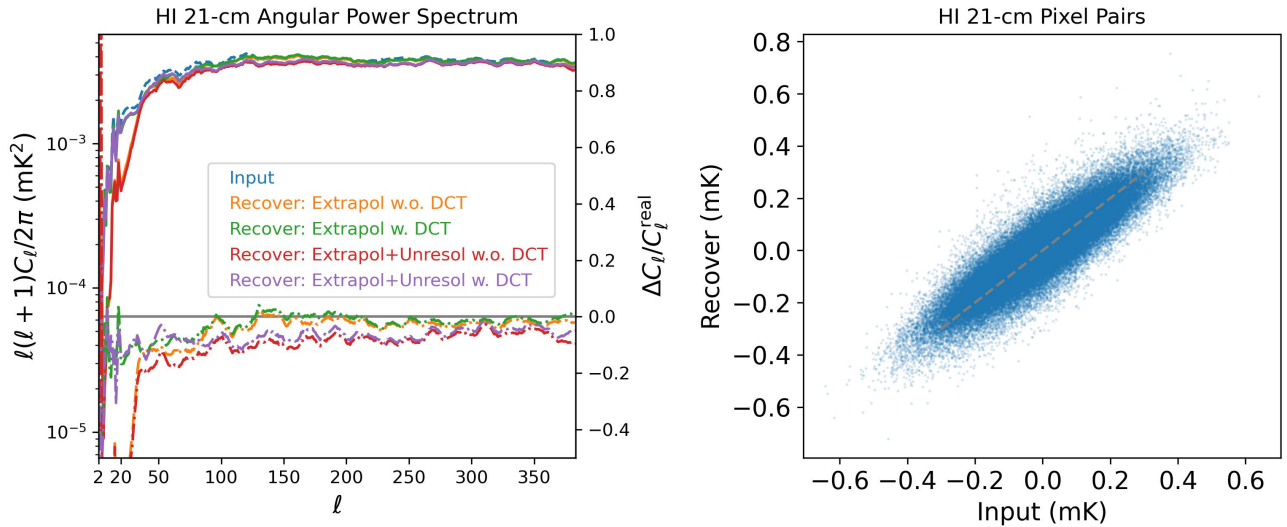 HI 21-cm Angular Power Spectrum
ℓ(ℓ + 1)Cℓ/2π (mK²)
10⁻³
10⁻⁴
10⁻⁵
Input
Recover: Extrapol w.o. DCT
Recover: Extrapol w. DCT
Recover: Extrapol+Unresol w.o. DCT
Recover: Extrapol+Unresol w. DCT
1.0
0.8
0.6
0.4
0.2
0.0
−0.2
−0.4
ΔCℓ/Cℓ^real
2 20 50 100 150 200 250 300 350
ℓ
HI 21-cm Pixel Pairs
Recover (mK)
0.8
0.6
0.4
0.2
0.0
−0.2
−0.4
−0.6
−0.6 −0.4 −0.2 0.0 0.2 0.4 0.6
Input (mK)